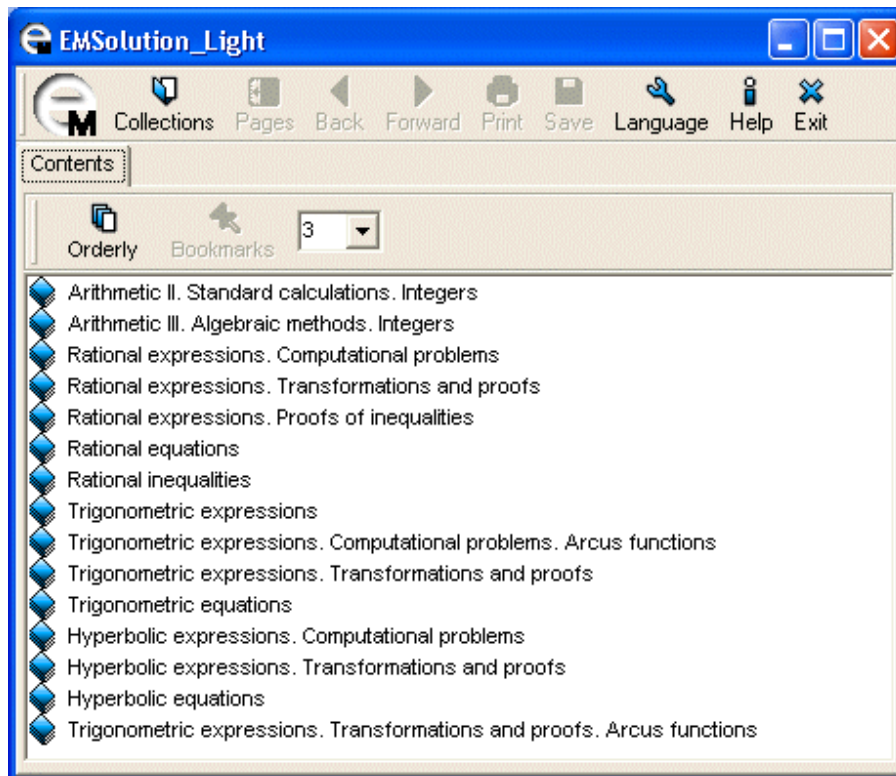 EMSolution_Light
Collections Pages Back Forward Print Save Language Help Exit
Contents
Orderly Bookmarks 3
Arithmetic II. Standard calculations. Integers
Arithmetic III. Algebraic methods. Integers
Rational expressions. Computational problems
Rational expressions. Transformations and proofs
Rational expressions. Proofs of inequalities
Rational equations
Rational inequalities
Trigonometric expressions
Trigonometric expressions. Computational problems. Arcus functions
Trigonometric expressions. Transformations and proofs
Trigonometric equations
Hyperbolic expressions. Computational problems
Hyperbolic expressions. Transformations and proofs
Hyperbolic equations
Trigonometric expressions. Transformations and proofs. Arcus functions